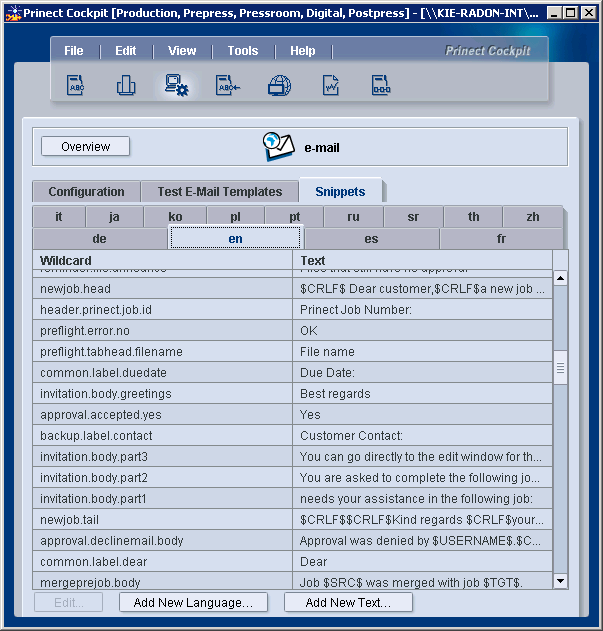 Prinect Cockpit [Production, Prepress, Pressroom, Digital, Postpress] - [\\KIE-RADON-INT\...
File Edit View Tools Help Prinect Cockpit
ABC ABC
Overview e-mail
Configuration Test E-Mail Templates Snippets
it ja ko pl pt ru sr th zh
de en es fr
Wildcard Text
newjob.head $CRLF$ Dear customer,$CRLF$a new job ...
header.prinect.job.id Prinect Job Number:
preflight.error.no OK
preflight.tabhead.filename File name
common.label.duedate Due Date:
invitation.body.greetings Best regards
approval.accepted.yes Yes
backup.label.contact Customer Contact:
invitation.body.part3 You can go directly to the edit window for th...
invitation.body.part2 You are asked to complete the following jo...
invitation.body.part1 needs your assistance in the following job:
newjob.tail $CRLF$$CRLF$Kind regards $CRLF$your...
approval.declinemail.body Approval was denied by $USERNAME$.$C...
common.label.dear Dear
mergeprejob.body Job $SRC$ was merged with job $TGT$.
Edit... Add New Language... Add New Text...